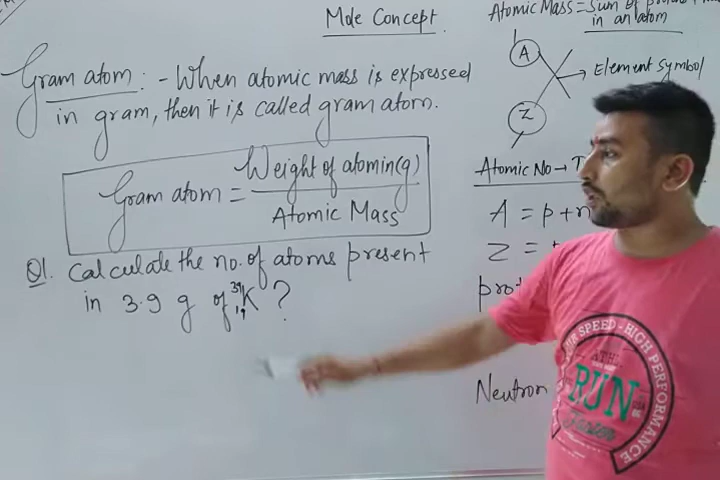 Mole Concept
Gram atom : - When atomic mass is expressed
in gram, then it is called gram atom.
Gram atom = Weight of atom in (g)
Atomic Mass
Q1. Calculate the no. of atoms present
in 3.9 g of ³⁹₁₉K ?
Atomic Mass = Sum of
in an atom
A
Element Symbol
Z
Atomic No → T
A = p + n
Z =
Neutron
SPEED - HIGH PERFORMANCE
RUN